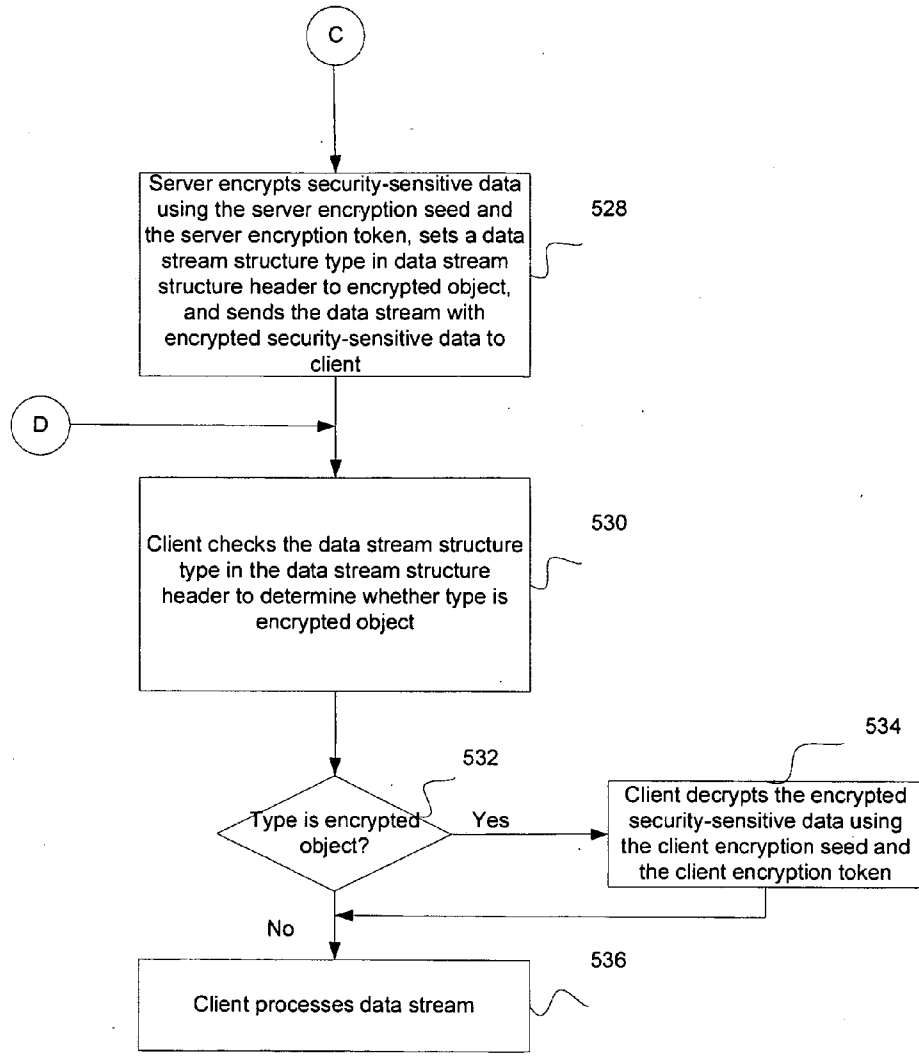 C
Server encrypts security-sensitive data
using the server encryption seed and
the server encryption token, sets a data
stream structure type in data stream
structure header to encrypted object,
and sends the data stream with
encrypted security-sensitive data to
client
528
D
Client checks the data stream structure
type in the data stream structure
header to determine whether type is
encrypted object
530
532
Type is encrypted
object?
Yes
534
Client decrypts the encrypted
security-sensitive data using
the client encryption seed and
the client encryption token
No
Client processes data stream
536